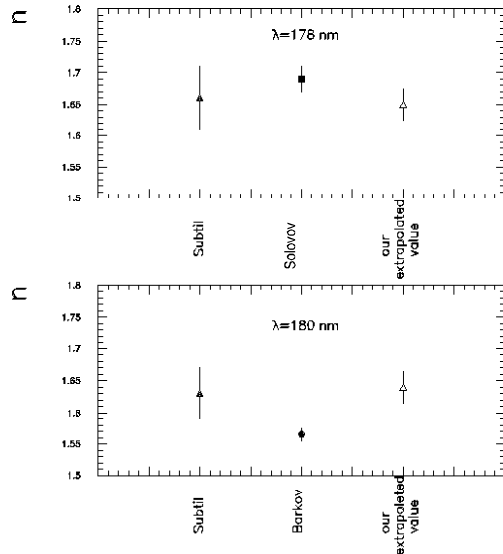 1.8
n
λ=178 nm
1.75
1.7
1.65
1.6
1.55
1.5
Subtil
Solovov
our
extrapolated
value
1.8
n
1.75
λ=180 nm
1.7
1.65
1.6
1.55
1.5
Subtil
Barkov
our
extrapolated
value